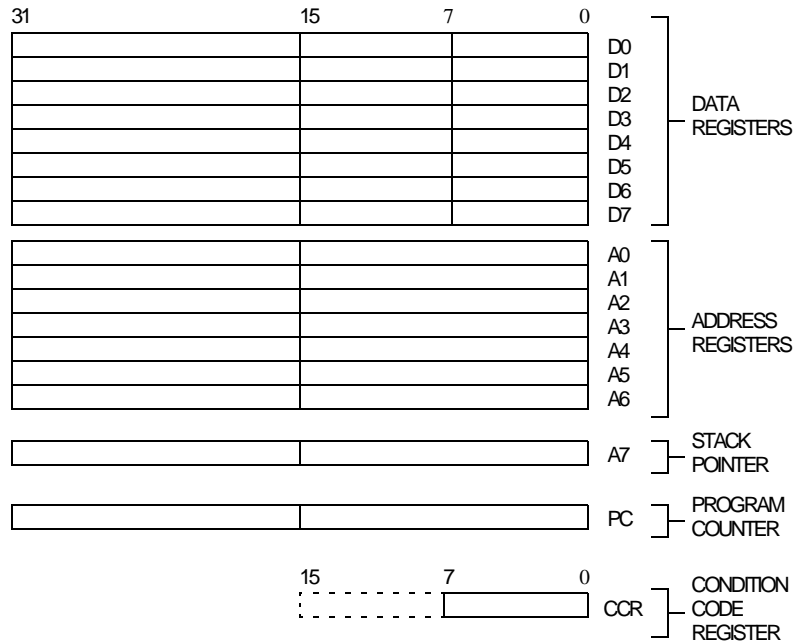 31 15 7 0
D0
D1
D2
D3
D4
D5
D6
D7
DATA
REGISTERS
A0
A1
A2
A3
A4
A5
A6
ADDRESS
REGISTERS
A7
STACK
POINTER
PC
PROGRAM
COUNTER
15 7 0
CCR
CONDITION
CODE
REGISTER